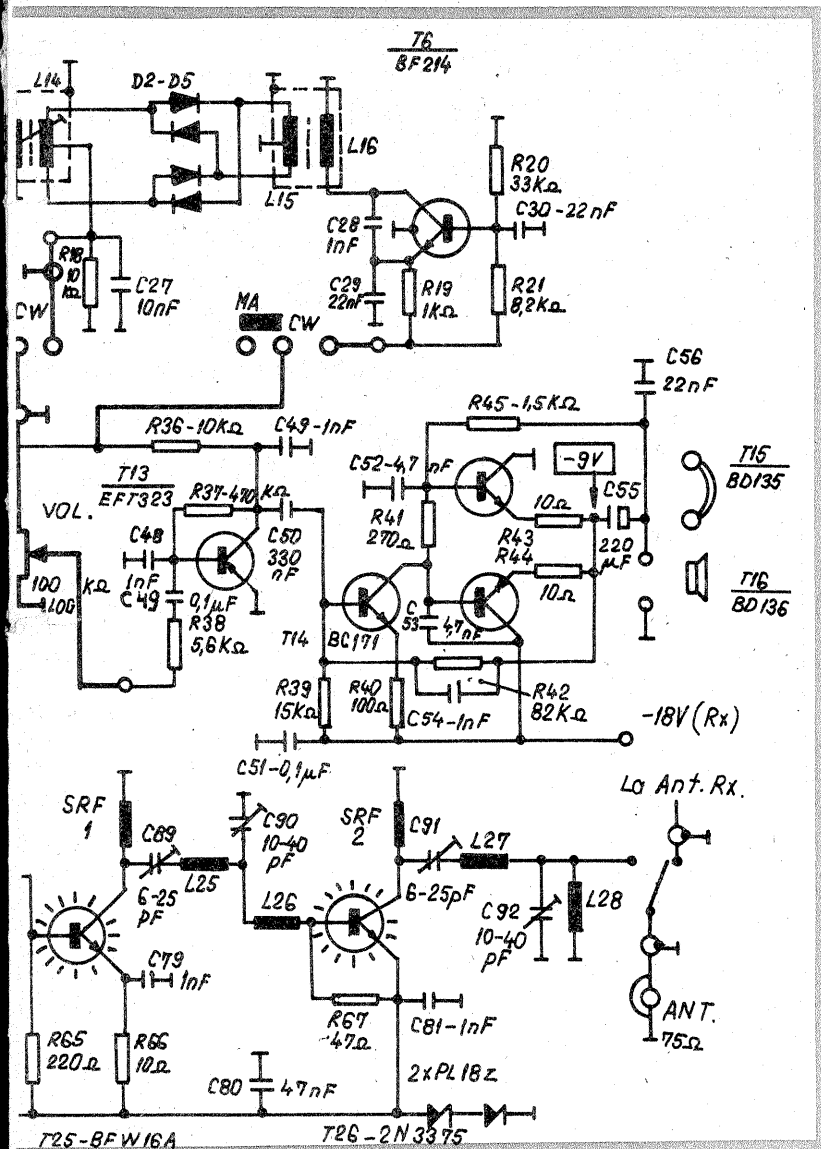 T6
BF214
L14
D2-D5
L16
L15
R20
33KΩ
C30-22nF
C28
1nF
R18
10
KΩ
C27
10nF
C29
22nF
R19
1KΩ
R21
8,2KΩ
CW
MA
CW
C56
22nF
R45-1,5KΩ
R36-10KΩ
C49-1nF
T13
EFT323
R37-470 KΩ
C52-4,7 nF
-9V
T15
BD135
VOL.
C48
1nF
C50
330
nF
R41
270Ω
10Ω
C55
220
μF
R43
R44
10Ω
T16
BD136
100 KΩ
LOG
C49
0,1μF
R38
5,6KΩ
T14
BC171
C
53
4,7nF
R39
15KΩ
R40
100Ω
C54-1nF
R42
82KΩ
-18V (Rx)
C51-0,1μF
La Ant. Rx.
SRF
1
C89
6-25
pF
L25
C90
10-40
pF
SRF
2
C91
6-25pF
L27
L26
C92
10-40
pF
L28
C79
1nF
R65
220Ω
R66
10Ω
R67
47Ω
C81-1nF
ANT.
75Ω
C80
47nF
2xPL18z
T25-BFW16A
T26-2N3375